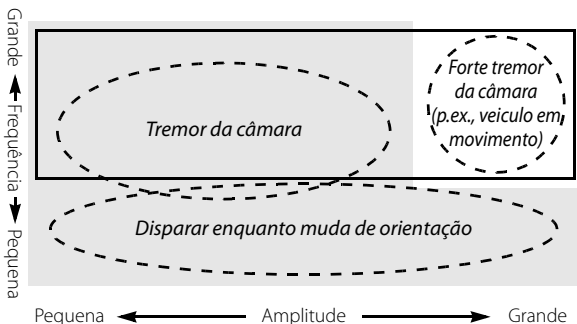 Grande
Frequência
Pequena
Tremor da câmara
Forte tremor
da câmara
(p.ex., veiculo em
movimento)
Disparar enquanto muda de orientação
Pequena
Amplitude
Grande